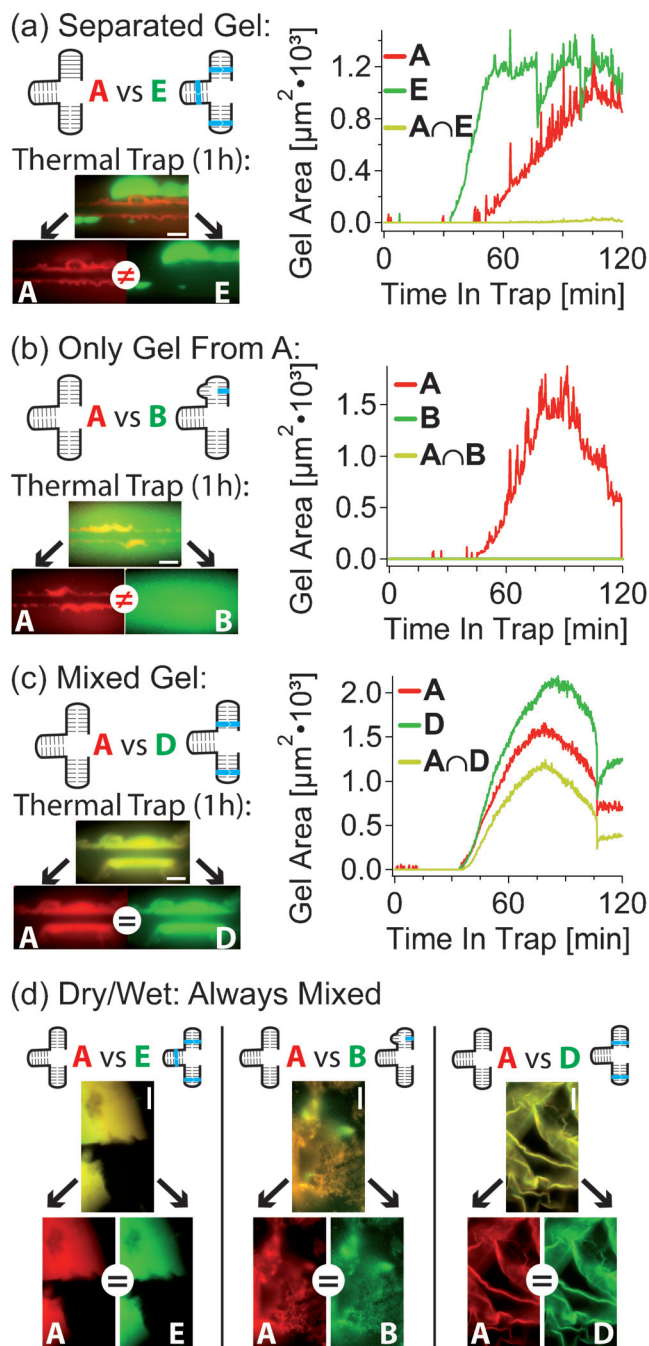 (a) Separated Gel:
A vs E
Thermal Trap (1h):
A ≠ E
Gel Area [μm²·10³]
1.2
0.8
0.4
0.0
A
E
A∩E
60
120
0
Time In Trap [min]
(b) Only Gel From A:
A vs B
Thermal Trap (1h):
A ≠ B
Gel Area [μm²·10³]
1.5
1.0
0.5
0.0
A
B
A∩B
0
60
120
Time In Trap [min]
(c) Mixed Gel:
A vs D
Thermal Trap (1h):
A = D
Gel Area [μm²·10³]
2.0
1.5
1.0
0.5
0.0
A
D
A∩D
0
60
120
Time In Trap [min]
(d) Dry/Wet: Always Mixed
A vs E
A vs B
A vs D
A = E
A = B
A = D